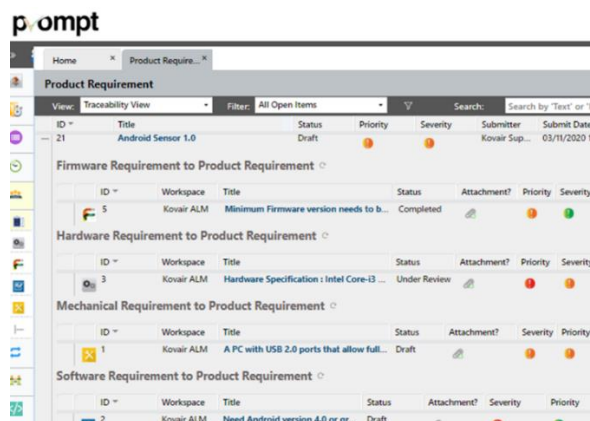 prompt
Home × Product Require... ×
Product Requirement
View: Traceability View Filter: All Open Items Search: Search by 'Text' or '
ID Title Status Priority Severity Submitter Submit Date
21 Android Sensor 1.0 Draft Kovair Sup... 03/11/2020
Firmware Requirement to Product Requirement
ID Workspace Title Status Attachment? Priority Severity
5 Kovair ALM Minimum Firmware version needs to b... Completed
Hardware Requirement to Product Requirement
ID Workspace Title Status Attachment? Priority Severity
3 Kovair ALM Hardware Specification : Intel Core-i3 ... Under Review
Mechanical Requirement to Product Requirement
ID Workspace Title Status Attachment? Severity Priority
1 Kovair ALM A PC with USB 2.0 ports that allow full... Draft
Software Requirement to Product Requirement
ID Workspace Title Status Attachment? Severity Priority
2 Kovair ALM Need Android version 4.0 or gr... Draft